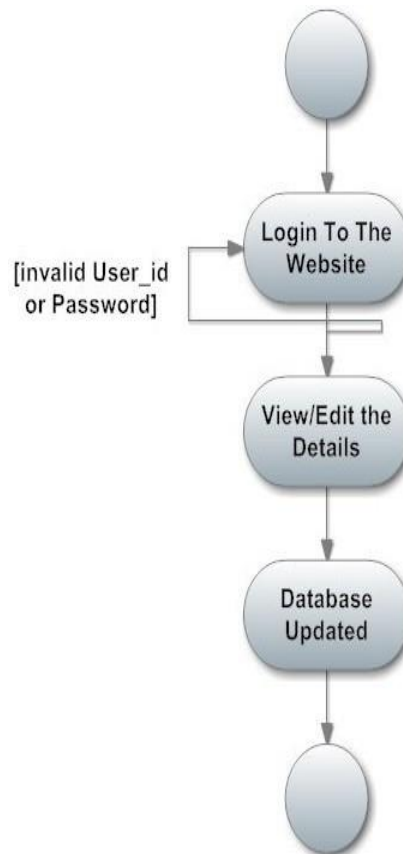 Login To The
Website
[invalid User_id
or Password]
View/Edit the
Details
Database
Updated